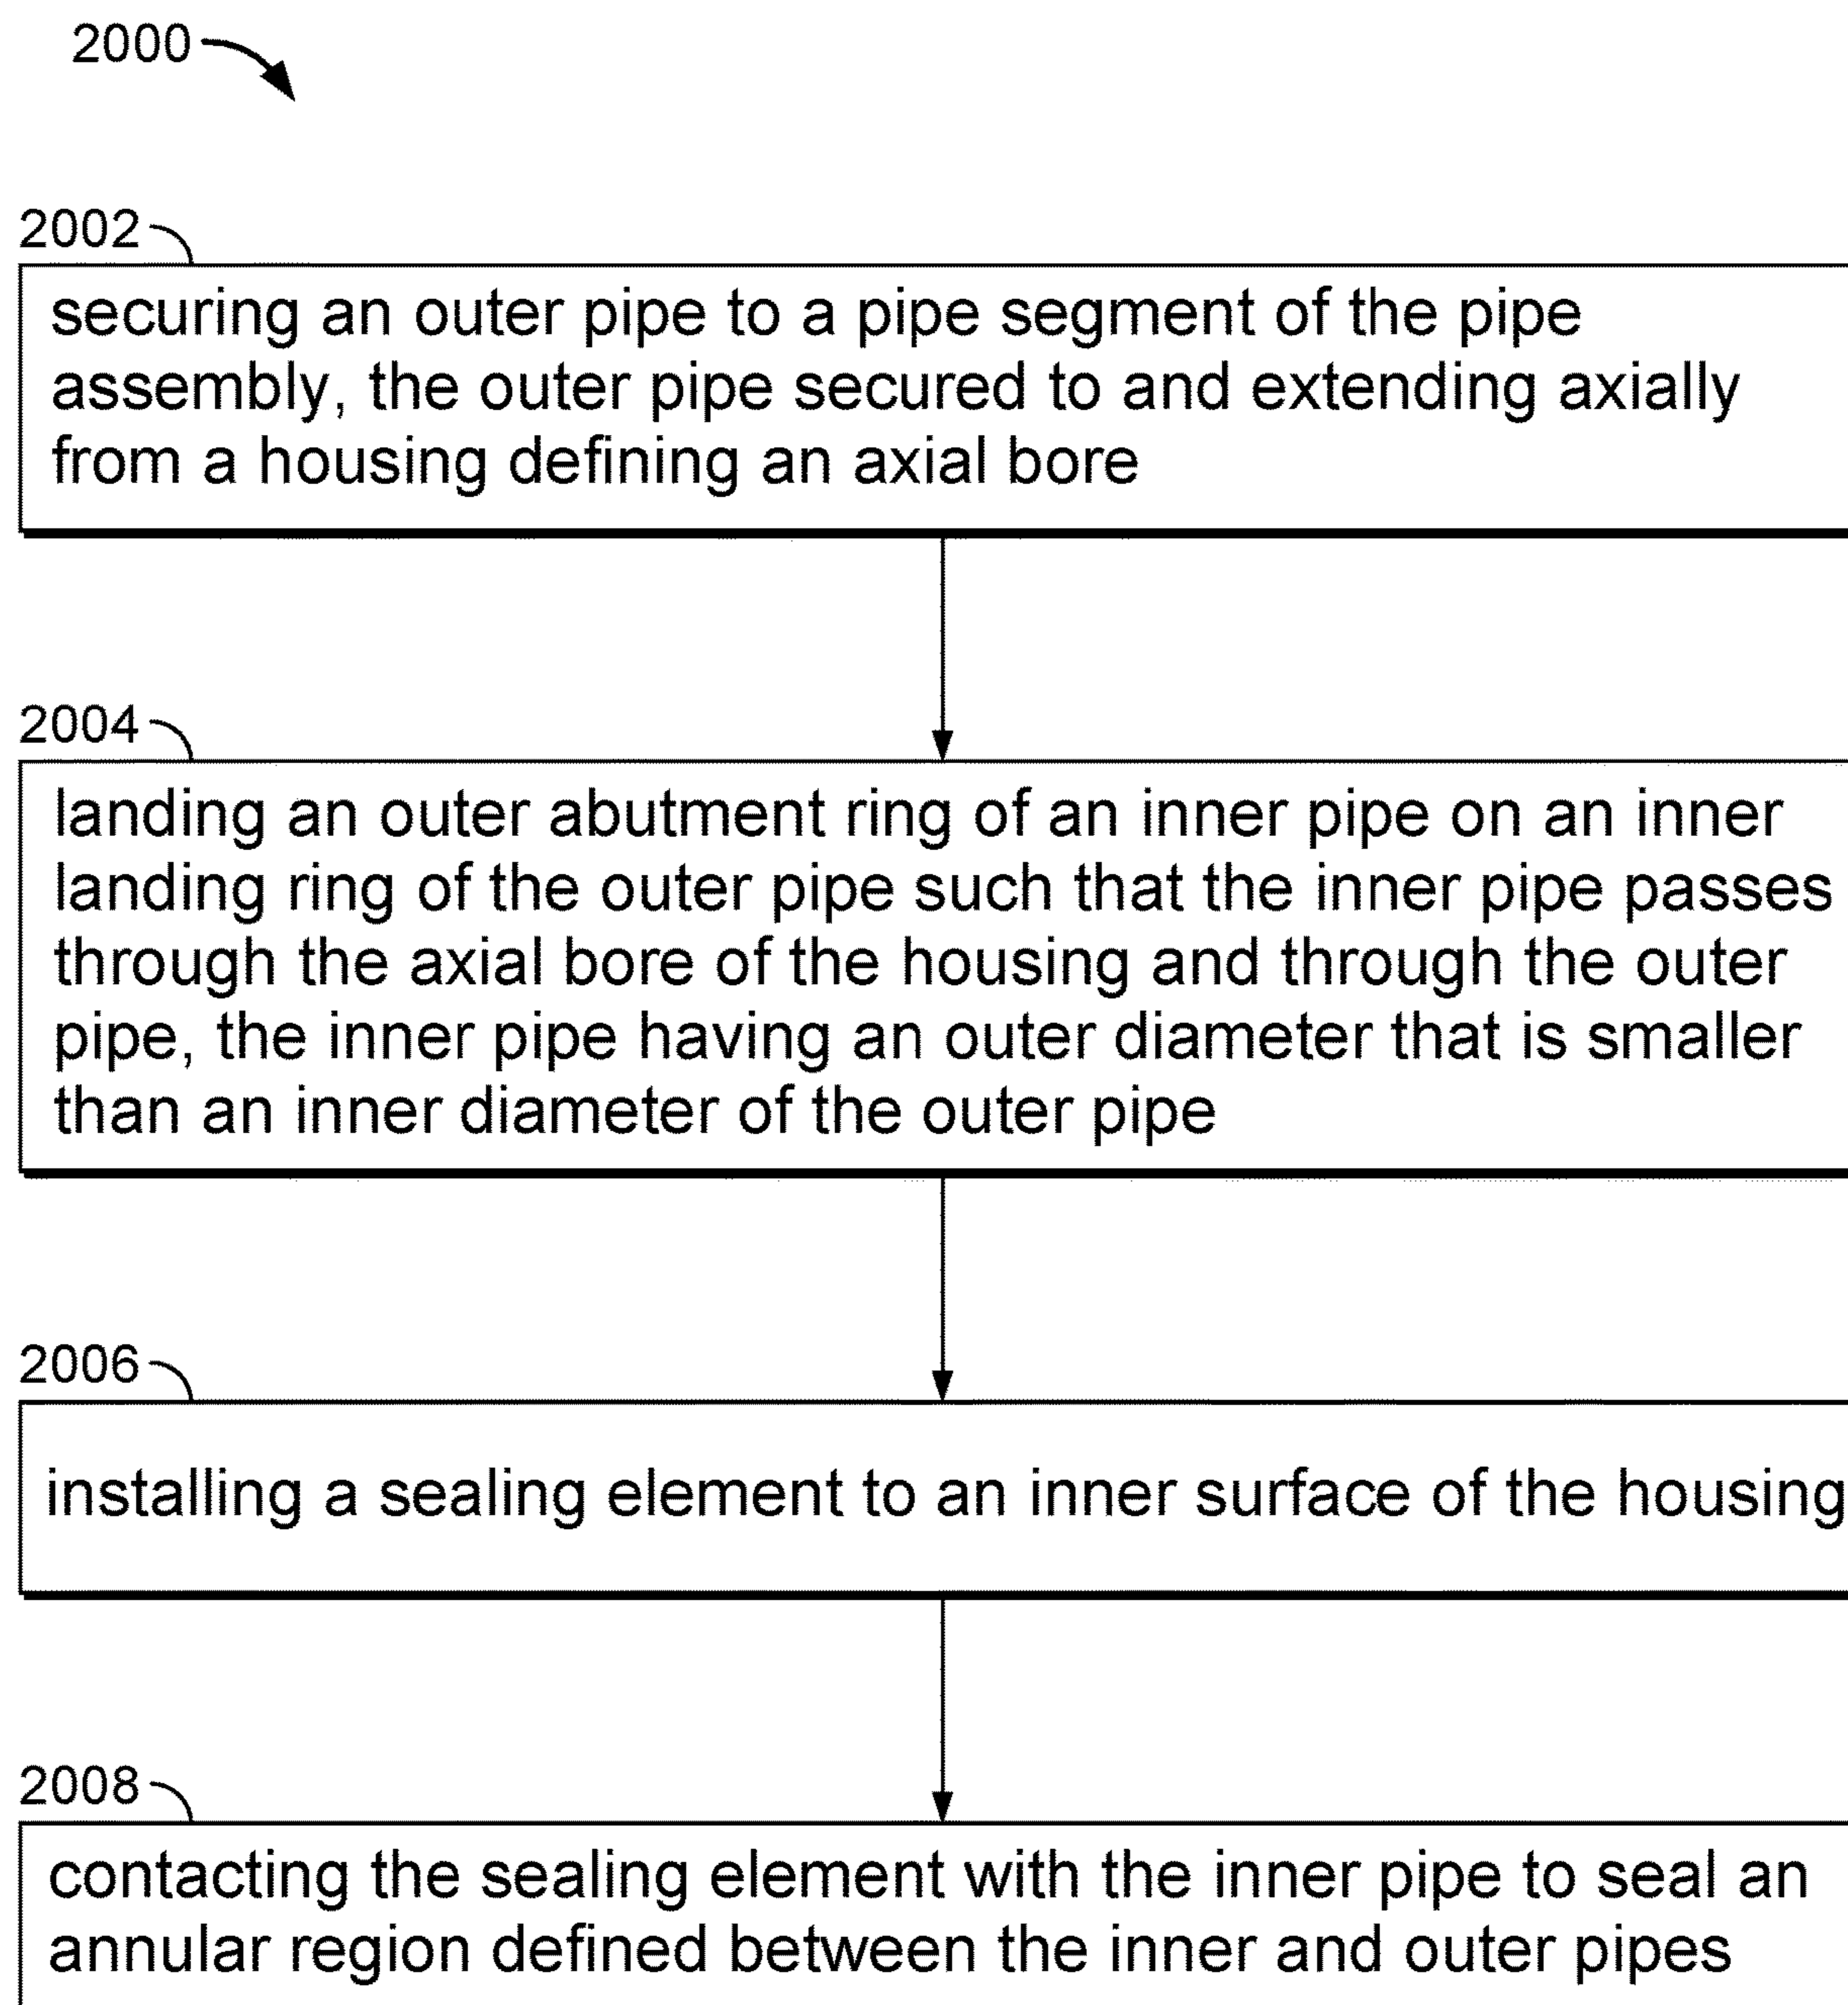 2000
2002
securing an outer pipe to a pipe segment of the pipe
assembly, the outer pipe secured to and extending axially
from a housing defining an axial bore
2004
landing an outer abutment ring of an inner pipe on an inner
landing ring of the outer pipe such that the inner pipe passes
through the axial bore of the housing and through the outer
pipe, the inner pipe having an outer diameter that is smaller
than an inner diameter of the outer pipe
2006
installing a sealing element to an inner surface of the housing
2008
contacting the sealing element with the inner pipe to seal an
annular region defined between the inner and outer pipes